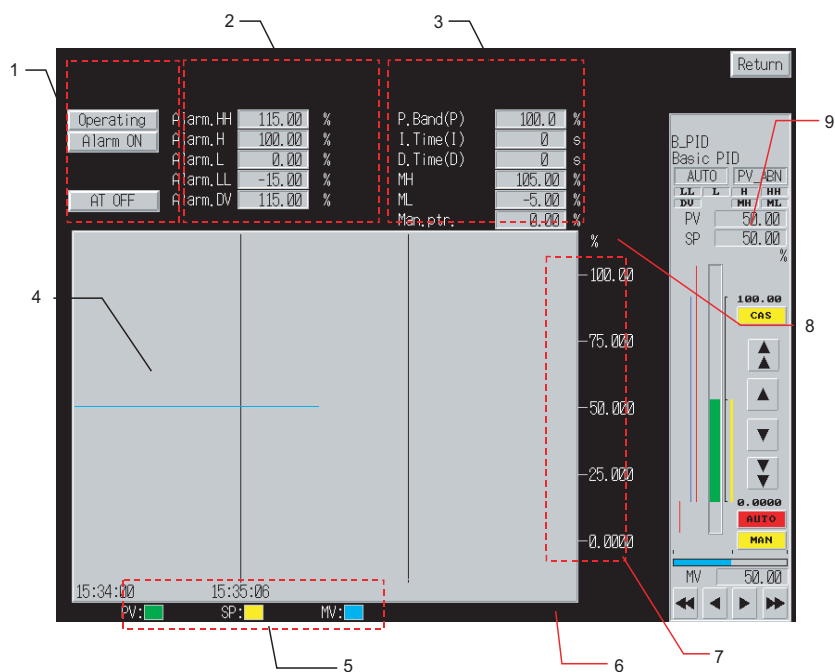 2
3
1
Return
Operating
Alarm.HH 115.00 %
P.Band(P) 100.0 %
9
Alarm ON
Alarm.H 100.00 %
I.Time(I) 0 s
B_PID
Alarm.L 0.00 %
D.Time(D) 0 s
Basic PID
Alarm.LL -15.00 %
MH 105.00 %
AUTO PV_ABN
AT OFF
Alarm.DV 115.00 %
ML -5.00 %
LL L H HH
DV MH ML
Man.ptr. 0.00 %
PV 50.00
SP 50.00
%
%
100.00
4
100.00
CAS
8
75.000
50.000
25.000
0.0000
AUTO
0.0000
MAN
15:34:00 15:35:06
MV 50.00
PV: SP: MV:
5
6
7